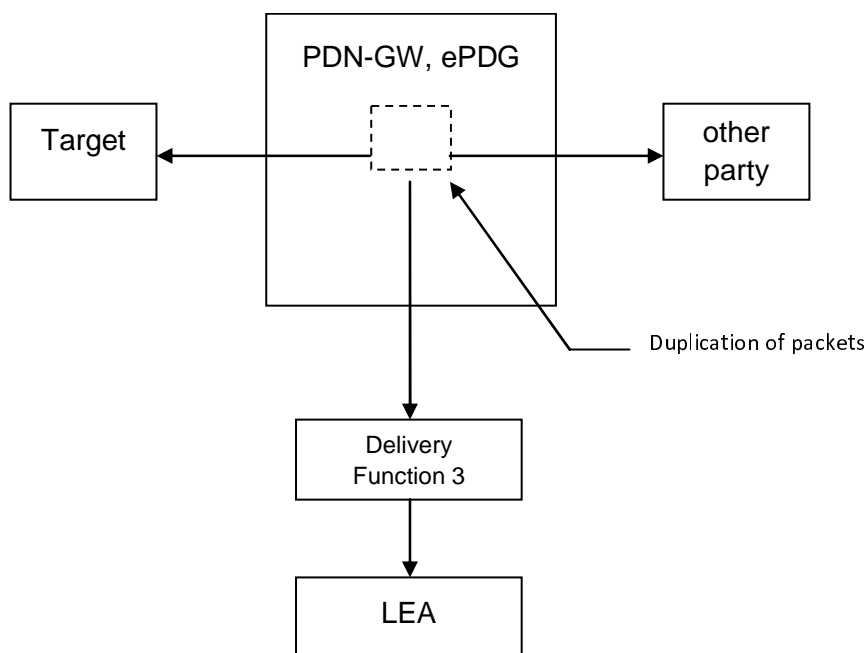 PDN-GW, ePDG
Target
other
party
Duplication of packets
Delivery
Function 3
LEA